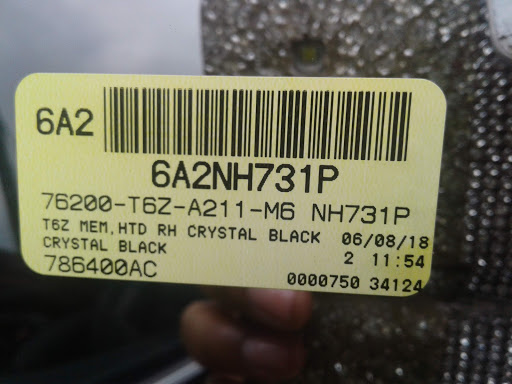 6A2
6A2NH731P
76200-T6Z-A211-M6 NH731P
T6Z MEM,HTD RH CRYSTAL BLACK 06/08/18
CRYSTAL BLACK 2 11:54
786400AC 0000750 34124